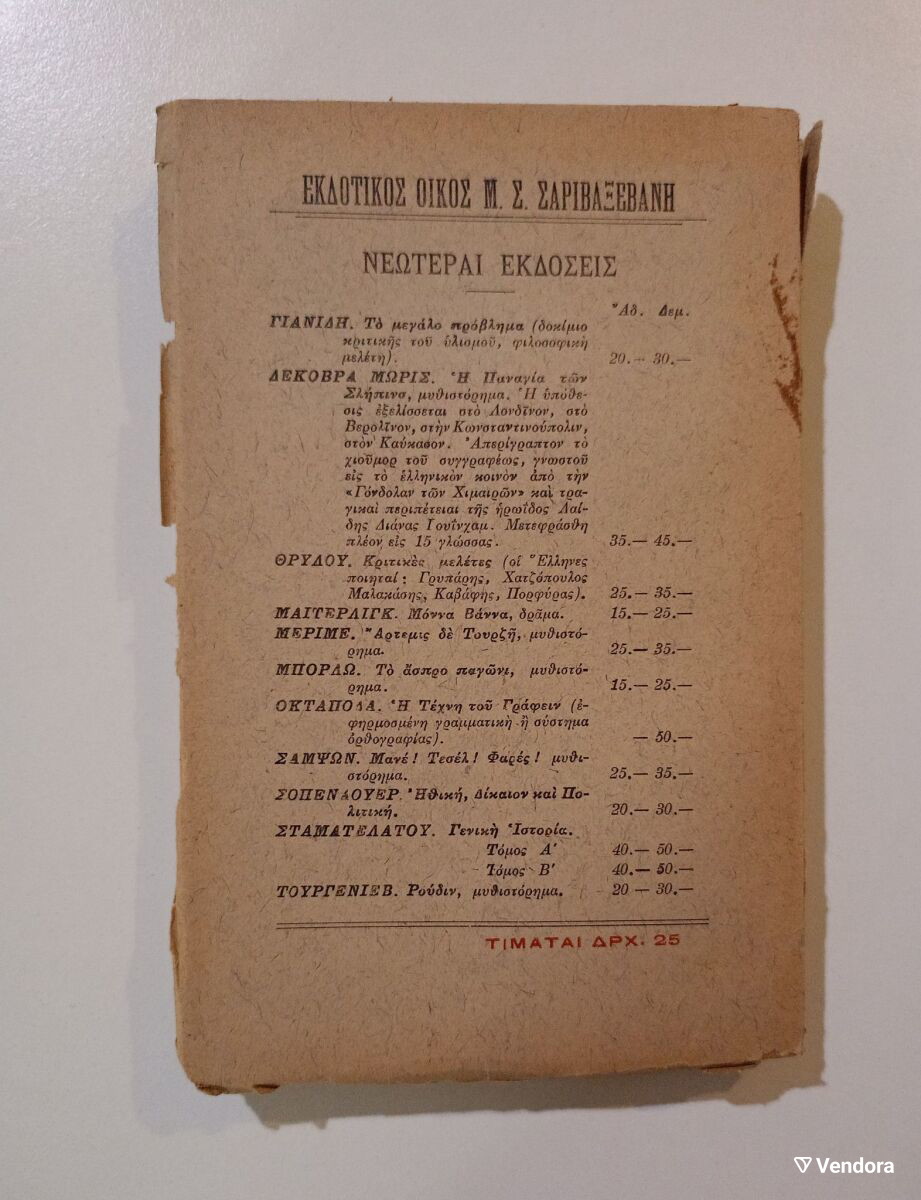 ΕΚΔΟΤΙΚΟΣ ΟΙΚΟΣ Μ. Σ. ΣΑΡΙΒΑΞΕΒΑΝΗ
ΝΕΩΤΕΡΑΙ ΕΚΔΟΣΕΙΣ
Ἄδ. Δεμ.
ΓΙΑΝΙΔΗ. Τὸ μεγάλο πρόβλημα (δοκίμιο
κριτικῆς τοῦ ὑλισμοῦ, φιλοσοφικὴ
μελέτη). 20.— 30.—
ΔΕΚΟΒΡΑ ΜΩΡΙΣ. Ἡ Παναγία τῶν
Σλήπινσ, μυθιστόρημα. Ἡ ὑπόθε-
σις ἐξελίσσεται στὸ Λονδῖνον, στὸ
Βερολῖνον, στὴν Κωνσταντινούπολιν,
στὸν Καύκασον. Ἀπερίγραπτον τὸ
χιοῦμορ τοῦ συγγραφέως, γνωστοῦ
εἰς τὸ ἑλληνικὸν κοινὸν ἀπὸ τὴν
«Γόνδολαν τῶν Χιμαιρῶν» καὶ τρα-
γικαὶ περιπέτειαι τῆς ἡρωΐδος Λαί-
δης Διάνας Γουΐνχαμ. Μετεφράσθη
πλέον εἰς 15 γλώσσας. 35.— 45.—
ΘΡΥΛΟΥ. Κριτικὲς μελέτες (οἱ Ἕλληνες
ποιηταί: Γρυπάρης, Χατζόπουλος
Μαλακάσης, Καβάφης, Πορφύρας). 25.— 35.—
ΜΑΙΤΕΡΛΙΓΚ. Μόννα Βάννα, δρᾶμα. 15.— 25.—
ΜΕΡΙΜΕ. Ἄρτεμις δὲ Τουρζῆ, μυθιστό-
ρημα. 25.— 35.—
ΜΠΟΡΔΩ. Τὸ ἄσπρο παγῶνι, μυθιστό-
ρημα. 15.— 25.—
ΟΚΤΑΠΟΔΑ. Ἡ Τέχνη τοῦ Γράφειν (ἐ-
φηρμοσμένη γραμματικὴ ἢ σύστημα
ὀρθογραφίας). — 50.—
ΣΑΜΨΩΝ. Μανέ! Τεσέλ! Φαρές! μυθι-
στόρημα. 25.— 35.—
ΣΟΠΕΝΑΟΥΕΡ. Ἠθική, Δίκαιον καὶ Πο-
λιτική. 20.— 30.—
ΣΤΑΜΑΤΕΛΑΤΟΥ. Γενικὴ Ἱστορία.
Τόμος Α' 40.— 50.—
Τόμος Β' 40.— 50.—
ΤΟΥΡΓΕΝΙΕΒ. Ρούδιν, μυθιστόρημα. 20 — 30.—
ΤΙΜΑΤΑΙ ΔΡΧ. 25
Vendora